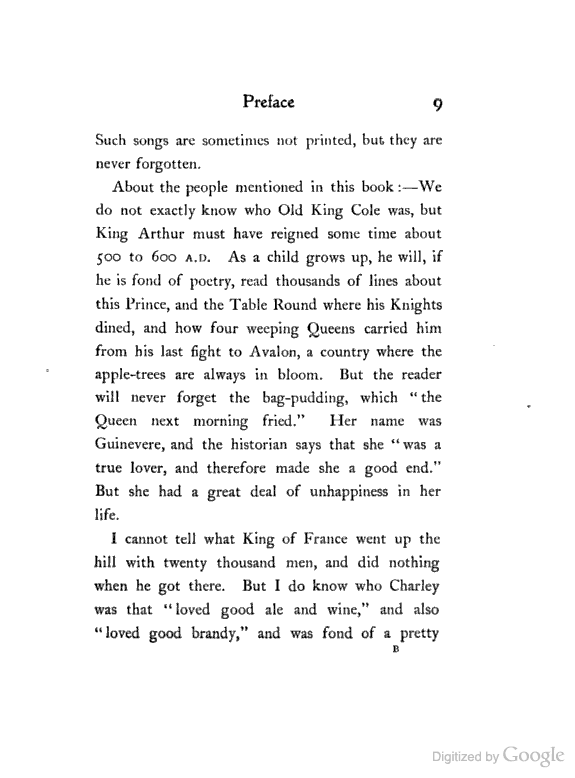 Preface 9
Such songs are sometimes not printed, but they are
never forgotten.
About the people mentioned in this book :—We
do not exactly know who Old King Cole was, but
King Arthur must have reigned some time about
500 to 600 A.D. As a child grows up, he will, if
he is fond of poetry, read thousands of lines about
this Prince, and the Table Round where his Knights
dined, and how four weeping Queens carried him
from his last fight to Avalon, a country where the
apple-trees are always in bloom. But the reader
will never forget the bag-pudding, which “the
Queen next morning fried.” Her name was
Guinevere, and the historian says that she “was a
true lover, and therefore made she a good end.”
But she had a great deal of unhappiness in her
life.
I cannot tell what King of France went up the
hill with twenty thousand men, and did nothing
when he got there. But I do know who Charley
was that “loved good ale and wine,” and also
“loved good brandy,” and was fond of a pretty
B
Digitized by Google